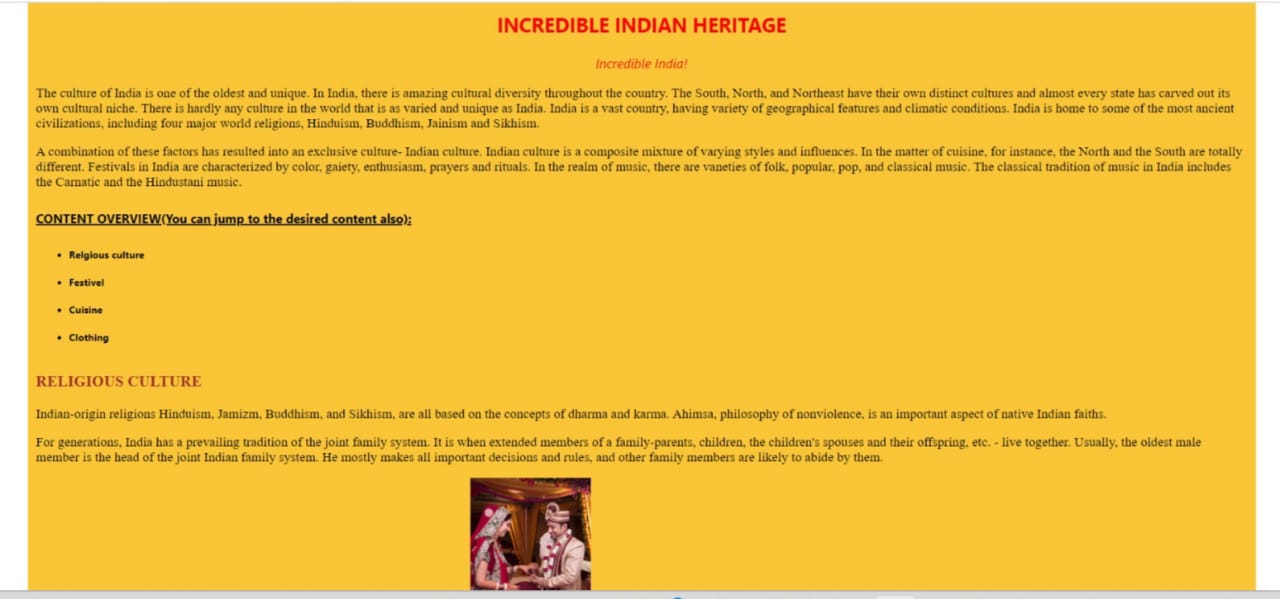 INCREDIBLE INDIAN HERITAGE
Incredible India!
The culture of India is one of the oldest and unique. In India, there is amazing cultural diversity throughout the country. The South, North, and Northeast have their own distinct cultures and almost every state has carved out its
own cultural niche. There is hardly any culture in the world that is as varied and unique as India. India is a vast country, having variety of geographical features and climatic conditions. India is home to some of the most ancient
civilizations, including four major world religions, Hinduism, Buddhism, Jainism and Sikhism.
A combination of these factors has resulted into an exclusive culture- Indian culture. Indian culture is a composite mixture of varying styles and influences. In the matter of cuisine, for instance, the North and the South are totally
different. Festivals in India are characterized by color, gaiety, enthusiasm, prayers and rituals. In the realm of music, there are vaneties of folk, popular, pop, and classical music. The classical tradition of music in India includes
the Carnatic and the Hindustani music.
CONTENT OVERVIEW(You can jump to the desired content also):
• Relgious culture
• Festivel
• Cuisine
• Clothing
RELIGIOUS CULTURE
Indian-origin religions Hinduism, Jamizm, Buddhism, and Sikhism, are all based on the concepts of dharma and karma. Ahimsa, philosophy of nonviolence, is an important aspect of native Indian faiths.
For generations, India has a prevailing tradition of the joint family system. It is when extended members of a family-parents, children, the children's spouses and their offspring, etc. - live together. Usually, the oldest male
member is the head of the joint Indian family system. He mostly makes all important decisions and rules, and other family members are likely to abide by them.